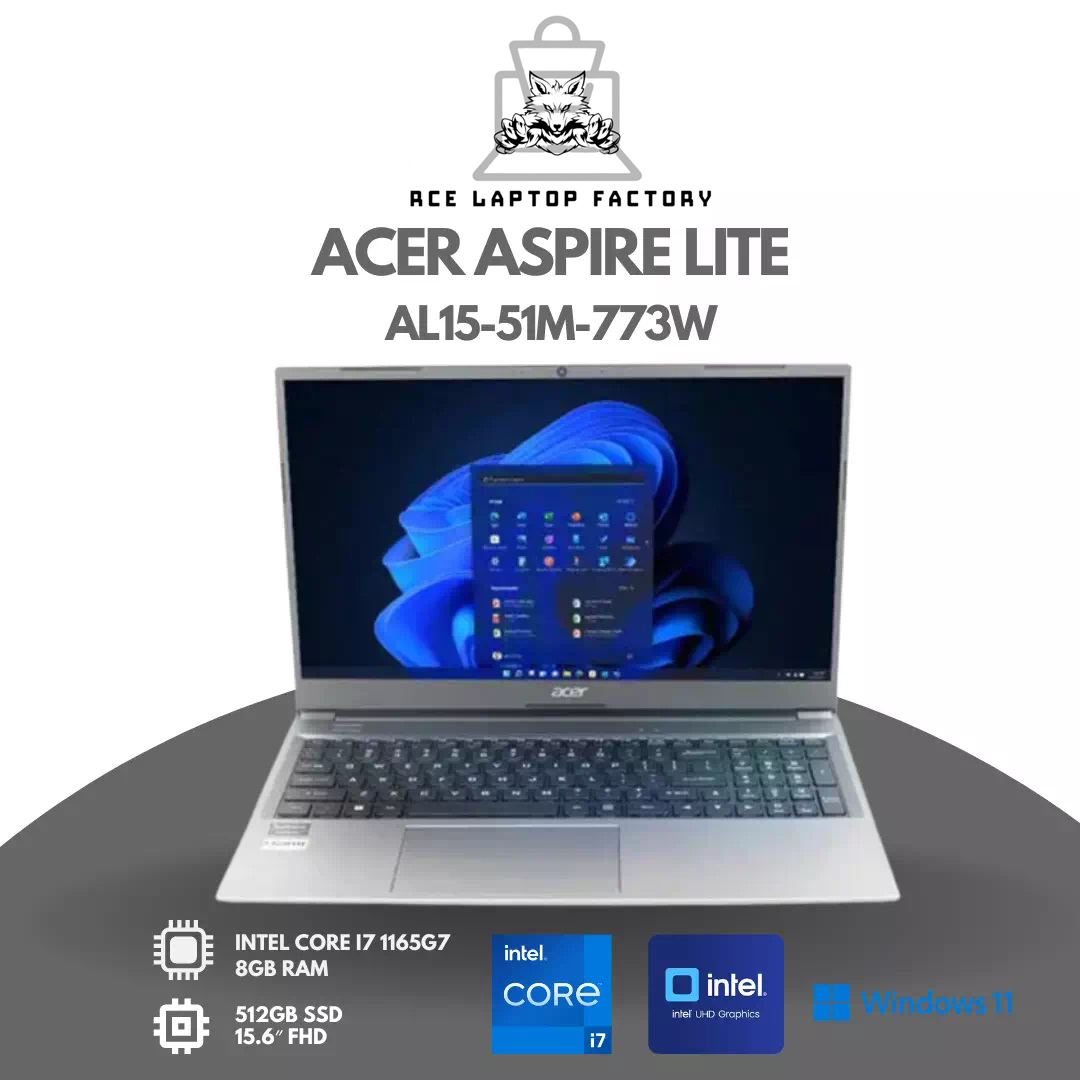 RCE LAPTOP FACTORY
ACER ASPIRE LITE
AL15-51M-773W
acer
INTEL CORE I7 1165G7
8GB RAM
512GB SSD
15.6″ FHD
intel.
CORE
i7
intel.
intel UHD Graphics
Windows 11